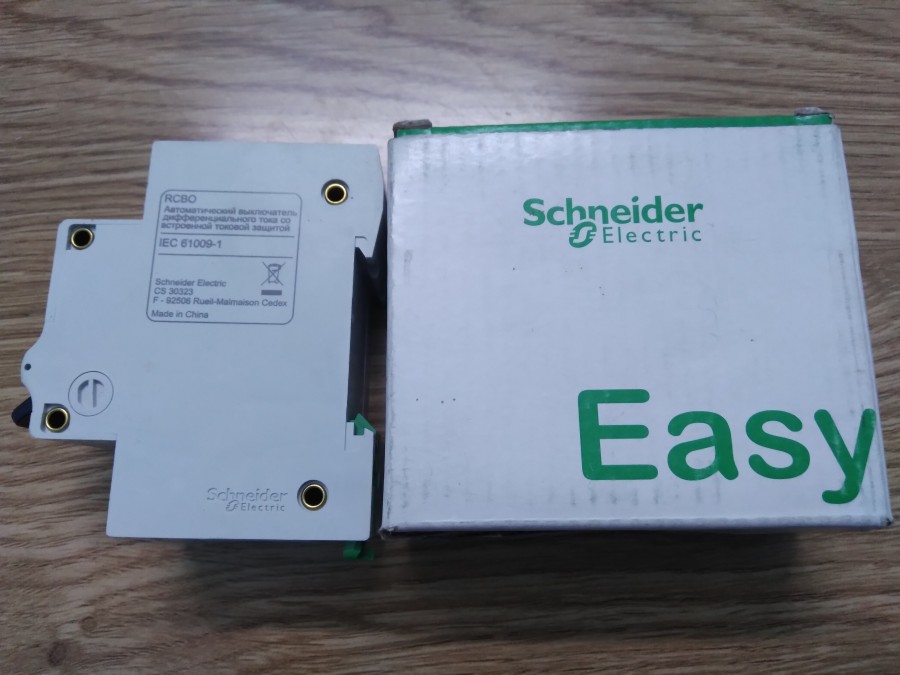 RCBO
Автоматический выключатель
дифференциального тока со
встроенной токовой защитой
IEC 61009-1
Schneider Electric
CS 30323
F - 92506 Rueil-Malmaison Cedex
Made in China
Schneider
Electric
Schneider
Electric
Easy